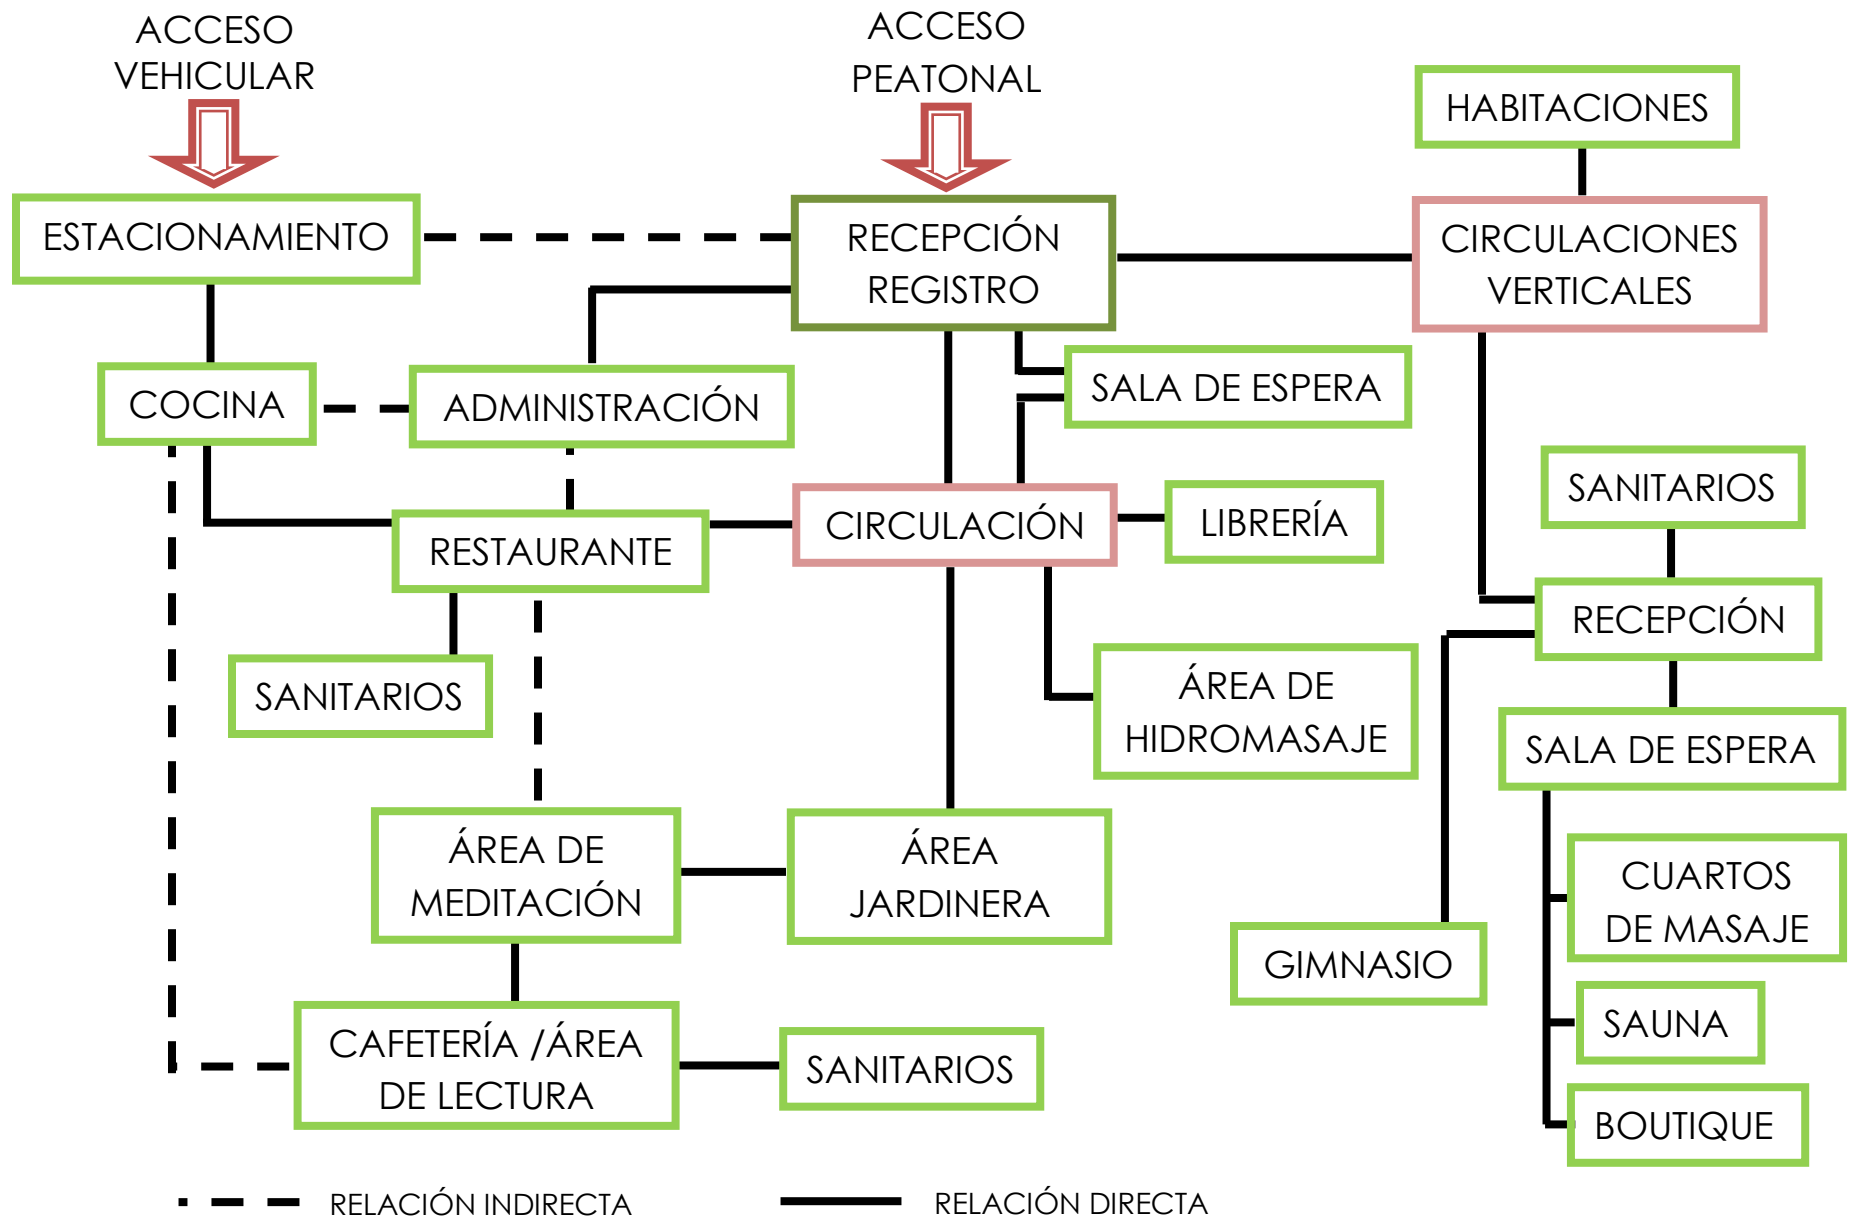 ACCESO
VEHICULAR
ACCESO
PEATONAL
HABITACIONES
ESTACIONAMIENTO
RECEPCIÓN
REGISTRO
CIRCULACIONES
VERTICALES
COCINA
ADMINISTRACIÓN
SALA DE ESPERA
SANITARIOS
RESTAURANTE
CIRCULACIÓN
LIBRERÍA
RECEPCIÓN
SANITARIOS
ÁREA DE
HIDROMASAJE
SALA DE ESPERA
ÁREA DE
MEDITACIÓN
ÁREA
JARDINERA
CUARTOS
DE MASAJE
GIMNASIO
SAUNA
CAFETERÍA /ÁREA
DE LECTURA
SANITARIOS
BOUTIQUE
RELACIÓN INDIRECTA
RELACIÓN DIRECTA